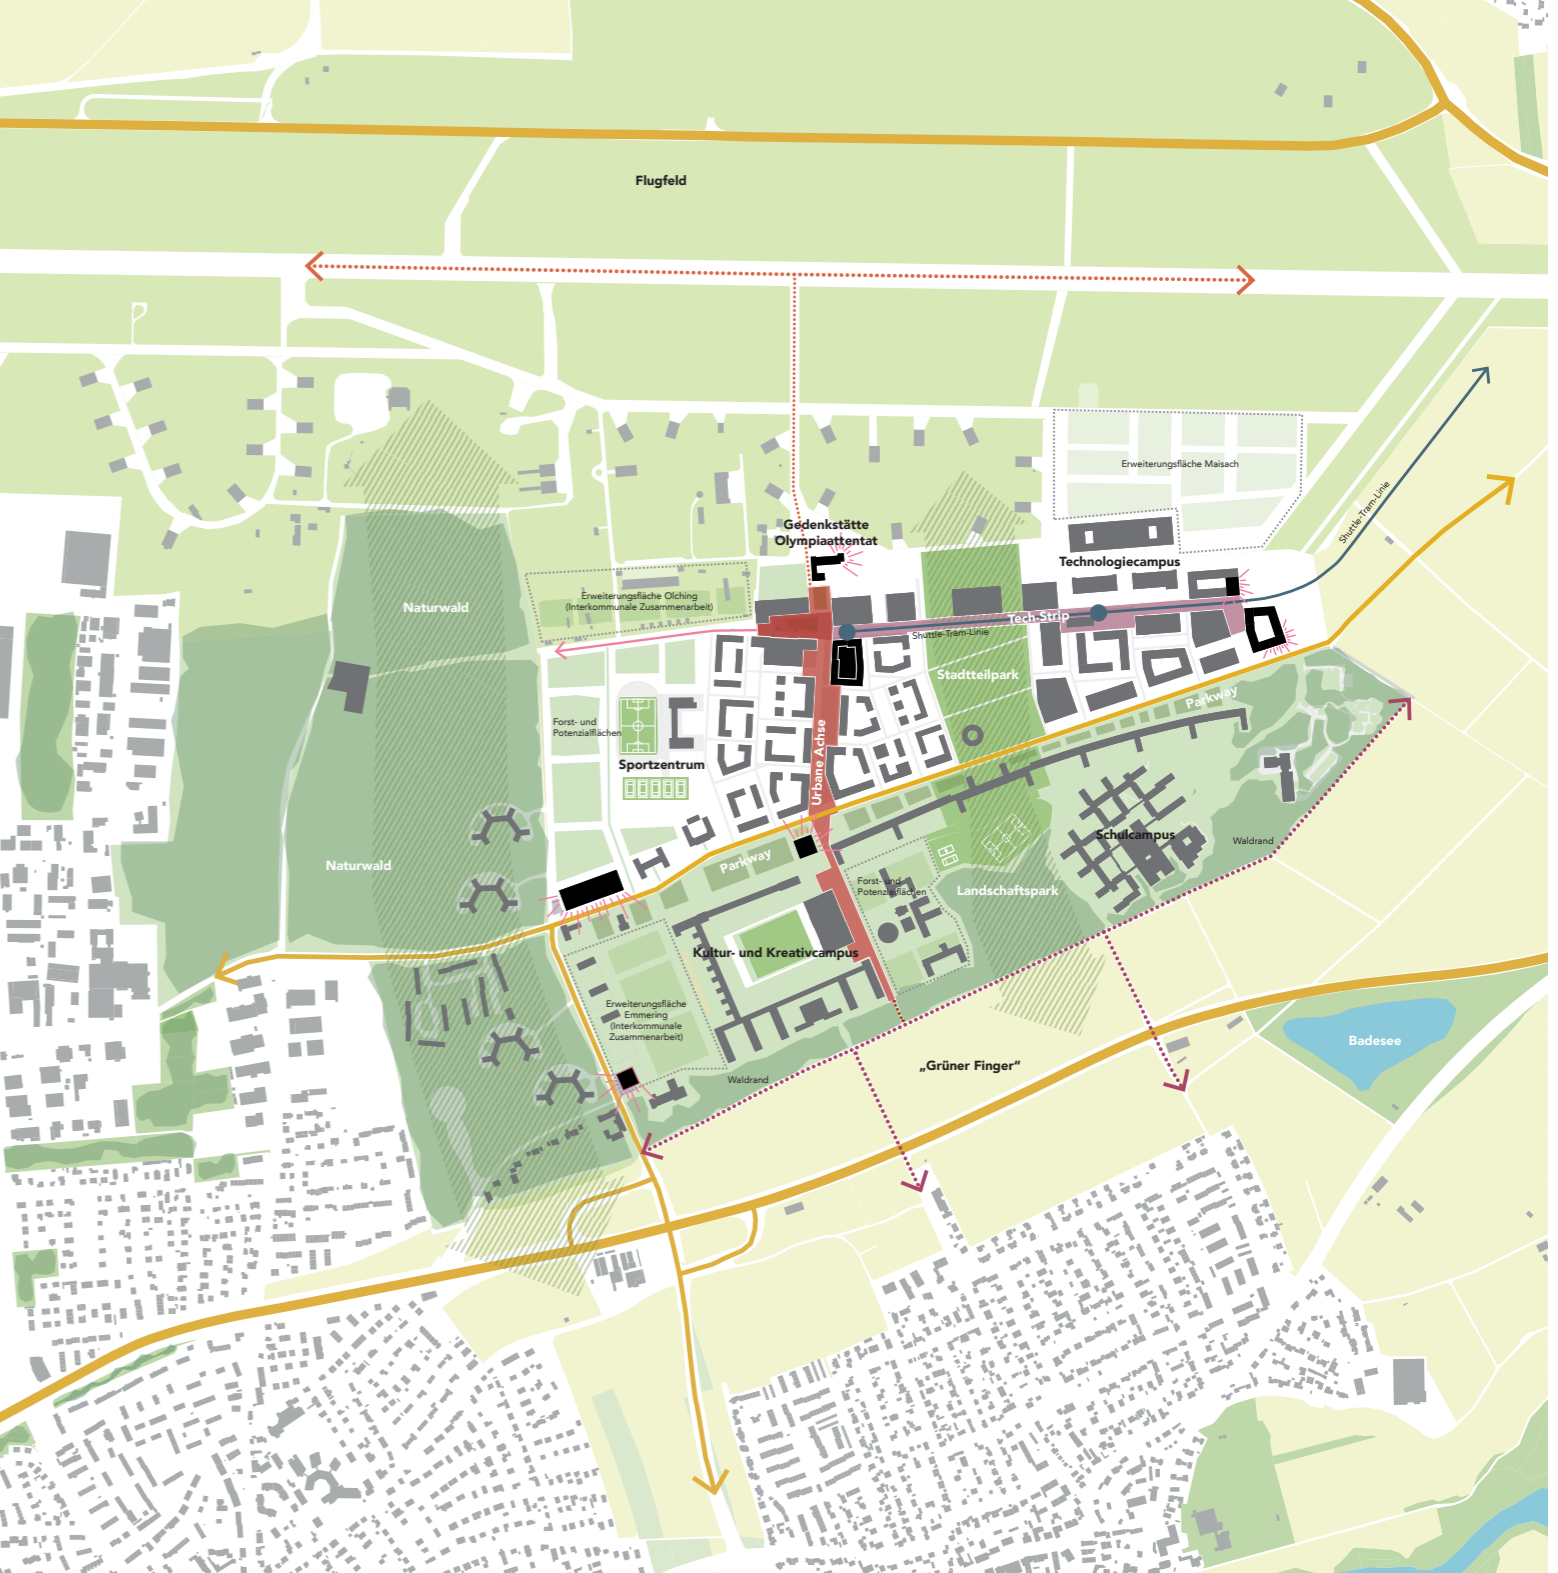 Flugfeld
Erweiterungsfläche Maisach
Shuttle-Tram-Linie
Gedenkstätte
Olympiaattentat
Technologiecampus
Erweiterungsfläche Olching
(Interkommunale Zusammenarbeit)
Naturwald
Tech-Strip
Shuttle-Tram-Linie
Stadtteilpark
Parkway
Forst- und
Potenzialflächen
Sportzentrum
Urbane Achse
Schulcampus
Waldrand
Naturwald
Parkway
Forst- und
Potenzialflächen
Landschaftspark
Kultur- und Kreativcampus
Erweiterungsfläche
Emmering
(Interkommunale
Zusammenarbeit)
Badesee
„Grüner Finger“
Waldrand